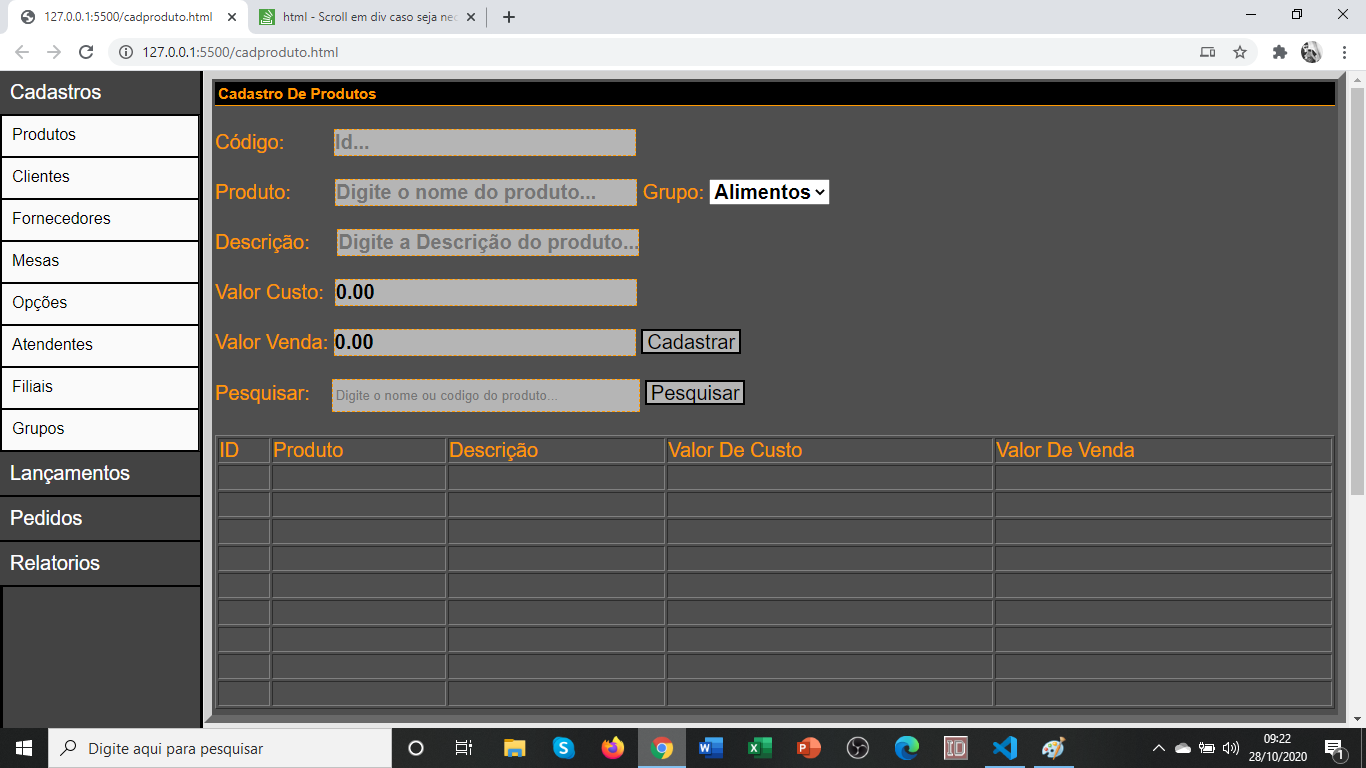 127.0.0.1:5500/cadproduto.html
html - Scroll em div caso seja nec
127.0.0.1:5500/cadproduto.html
Cadastros
Produtos
Clientes
Fornecedores
Mesas
Opções
Atendentes
Filiais
Grupos
Lançamentos
Pedidos
Relatorios
Cadastro De Produtos
Código: Id...
Produto: Digite o nome do produto... Grupo: Alimentos
Descrição: Digite a Descrição do produto...
Valor Custo: 0.00
Valor Venda: 0.00 Cadastrar
Pesquisar: Digite o nome ou codigo do produto... Pesquisar
ID Produto Descrição Valor De Custo Valor De Venda
Digite aqui para pesquisar
09:22
28/10/2020
1